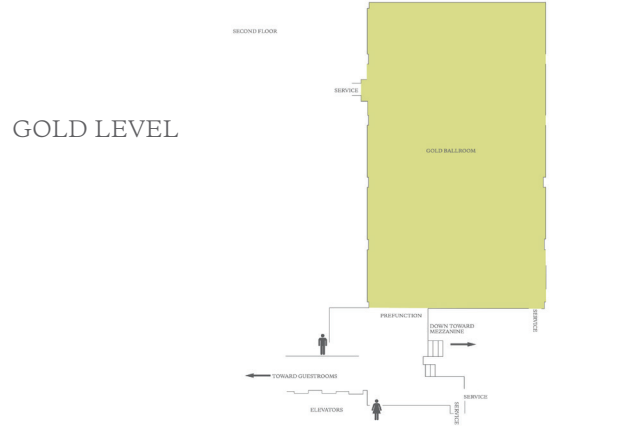 SECOND FLOOR
SERVICE
GOLD LEVEL
GOLD BALLROOM
PREFUNCTION
SERVICE
DOWN TOWARD
MEZZANINE
TOWARD GUESTROOMS
SERVICE
ELEVATORS
SERVICE